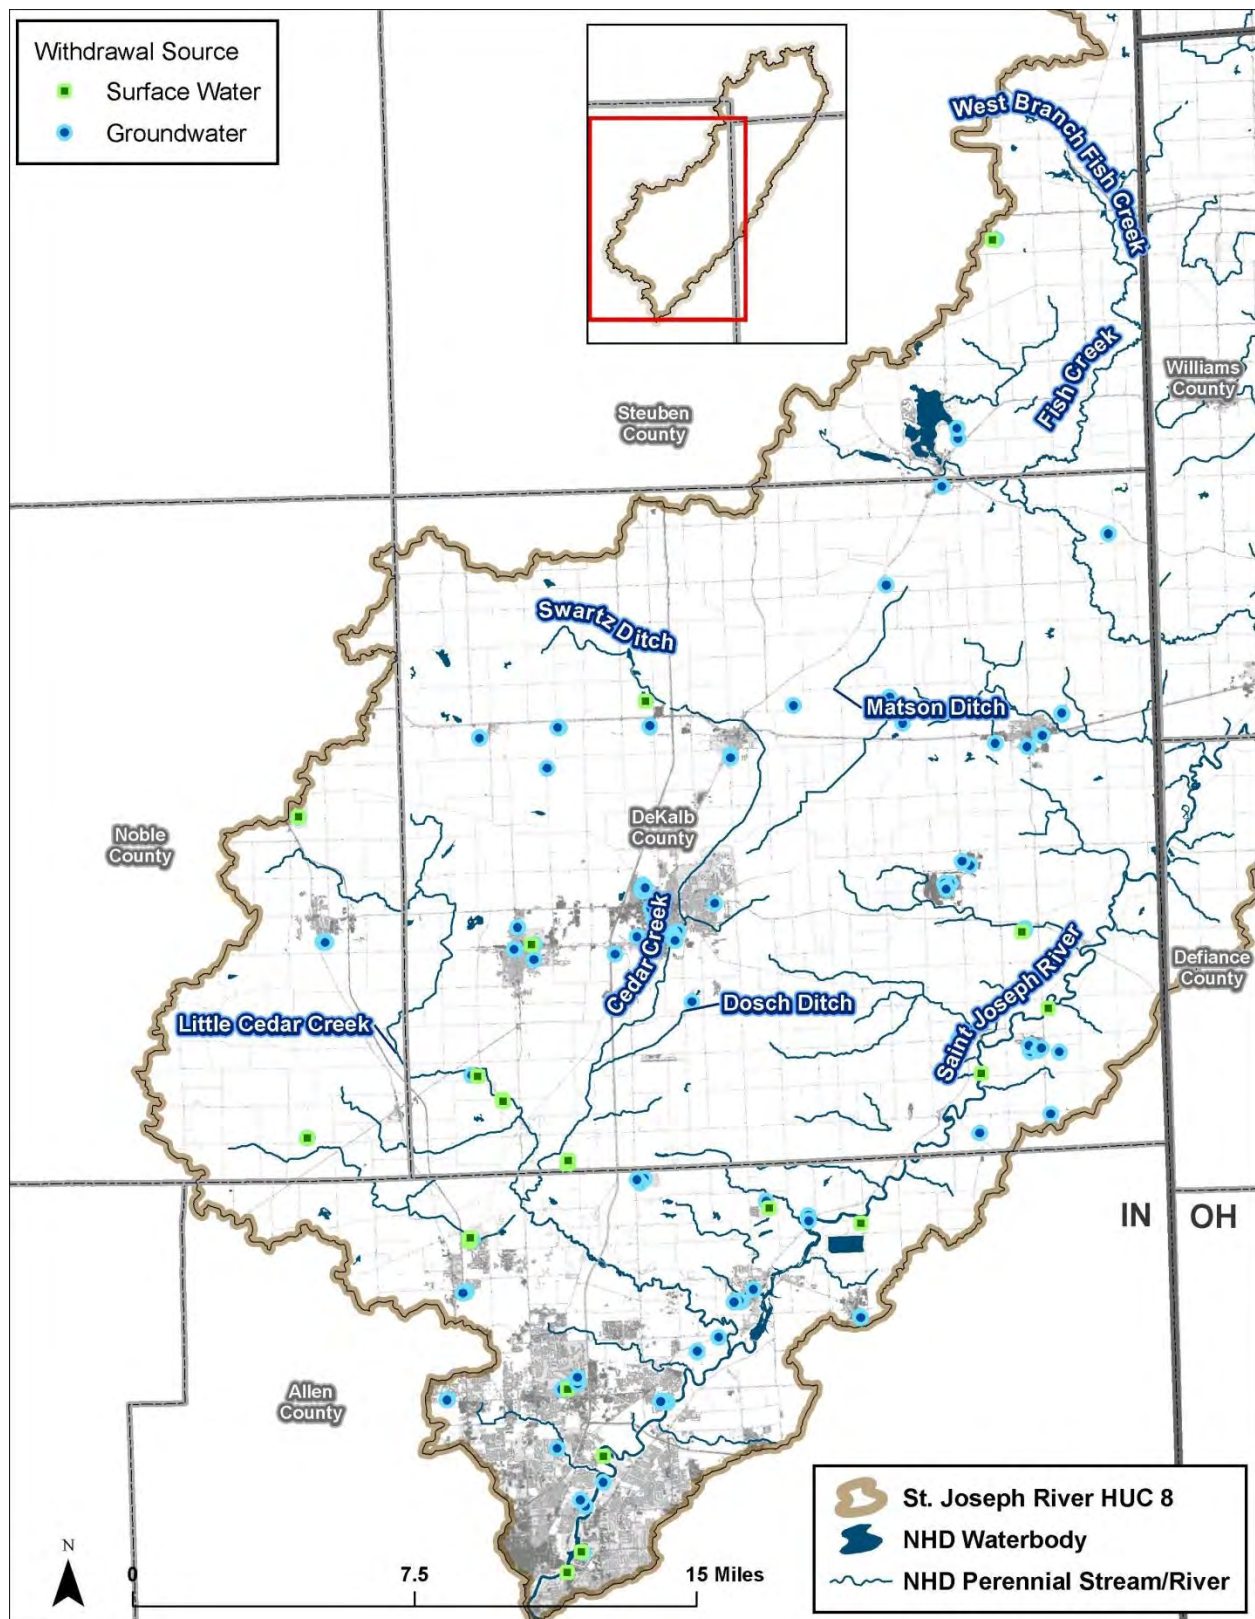 Withdrawal Source
Surface Water
Groundwater
West Branch Fish Creek
Fish Creek
Williams
County
Steuben
County
Swartz Ditch
Matson Ditch
Noble
County
DeKalb
County
Cedar Creek
Saint Joseph River
Defiance
County
Little Cedar Creek
Dosch Ditch
IN
OH
Allen
County
N
0
7.5
15 Miles
St. Joseph River HUC 8
NHD Waterbody
NHD Perennial Stream/River